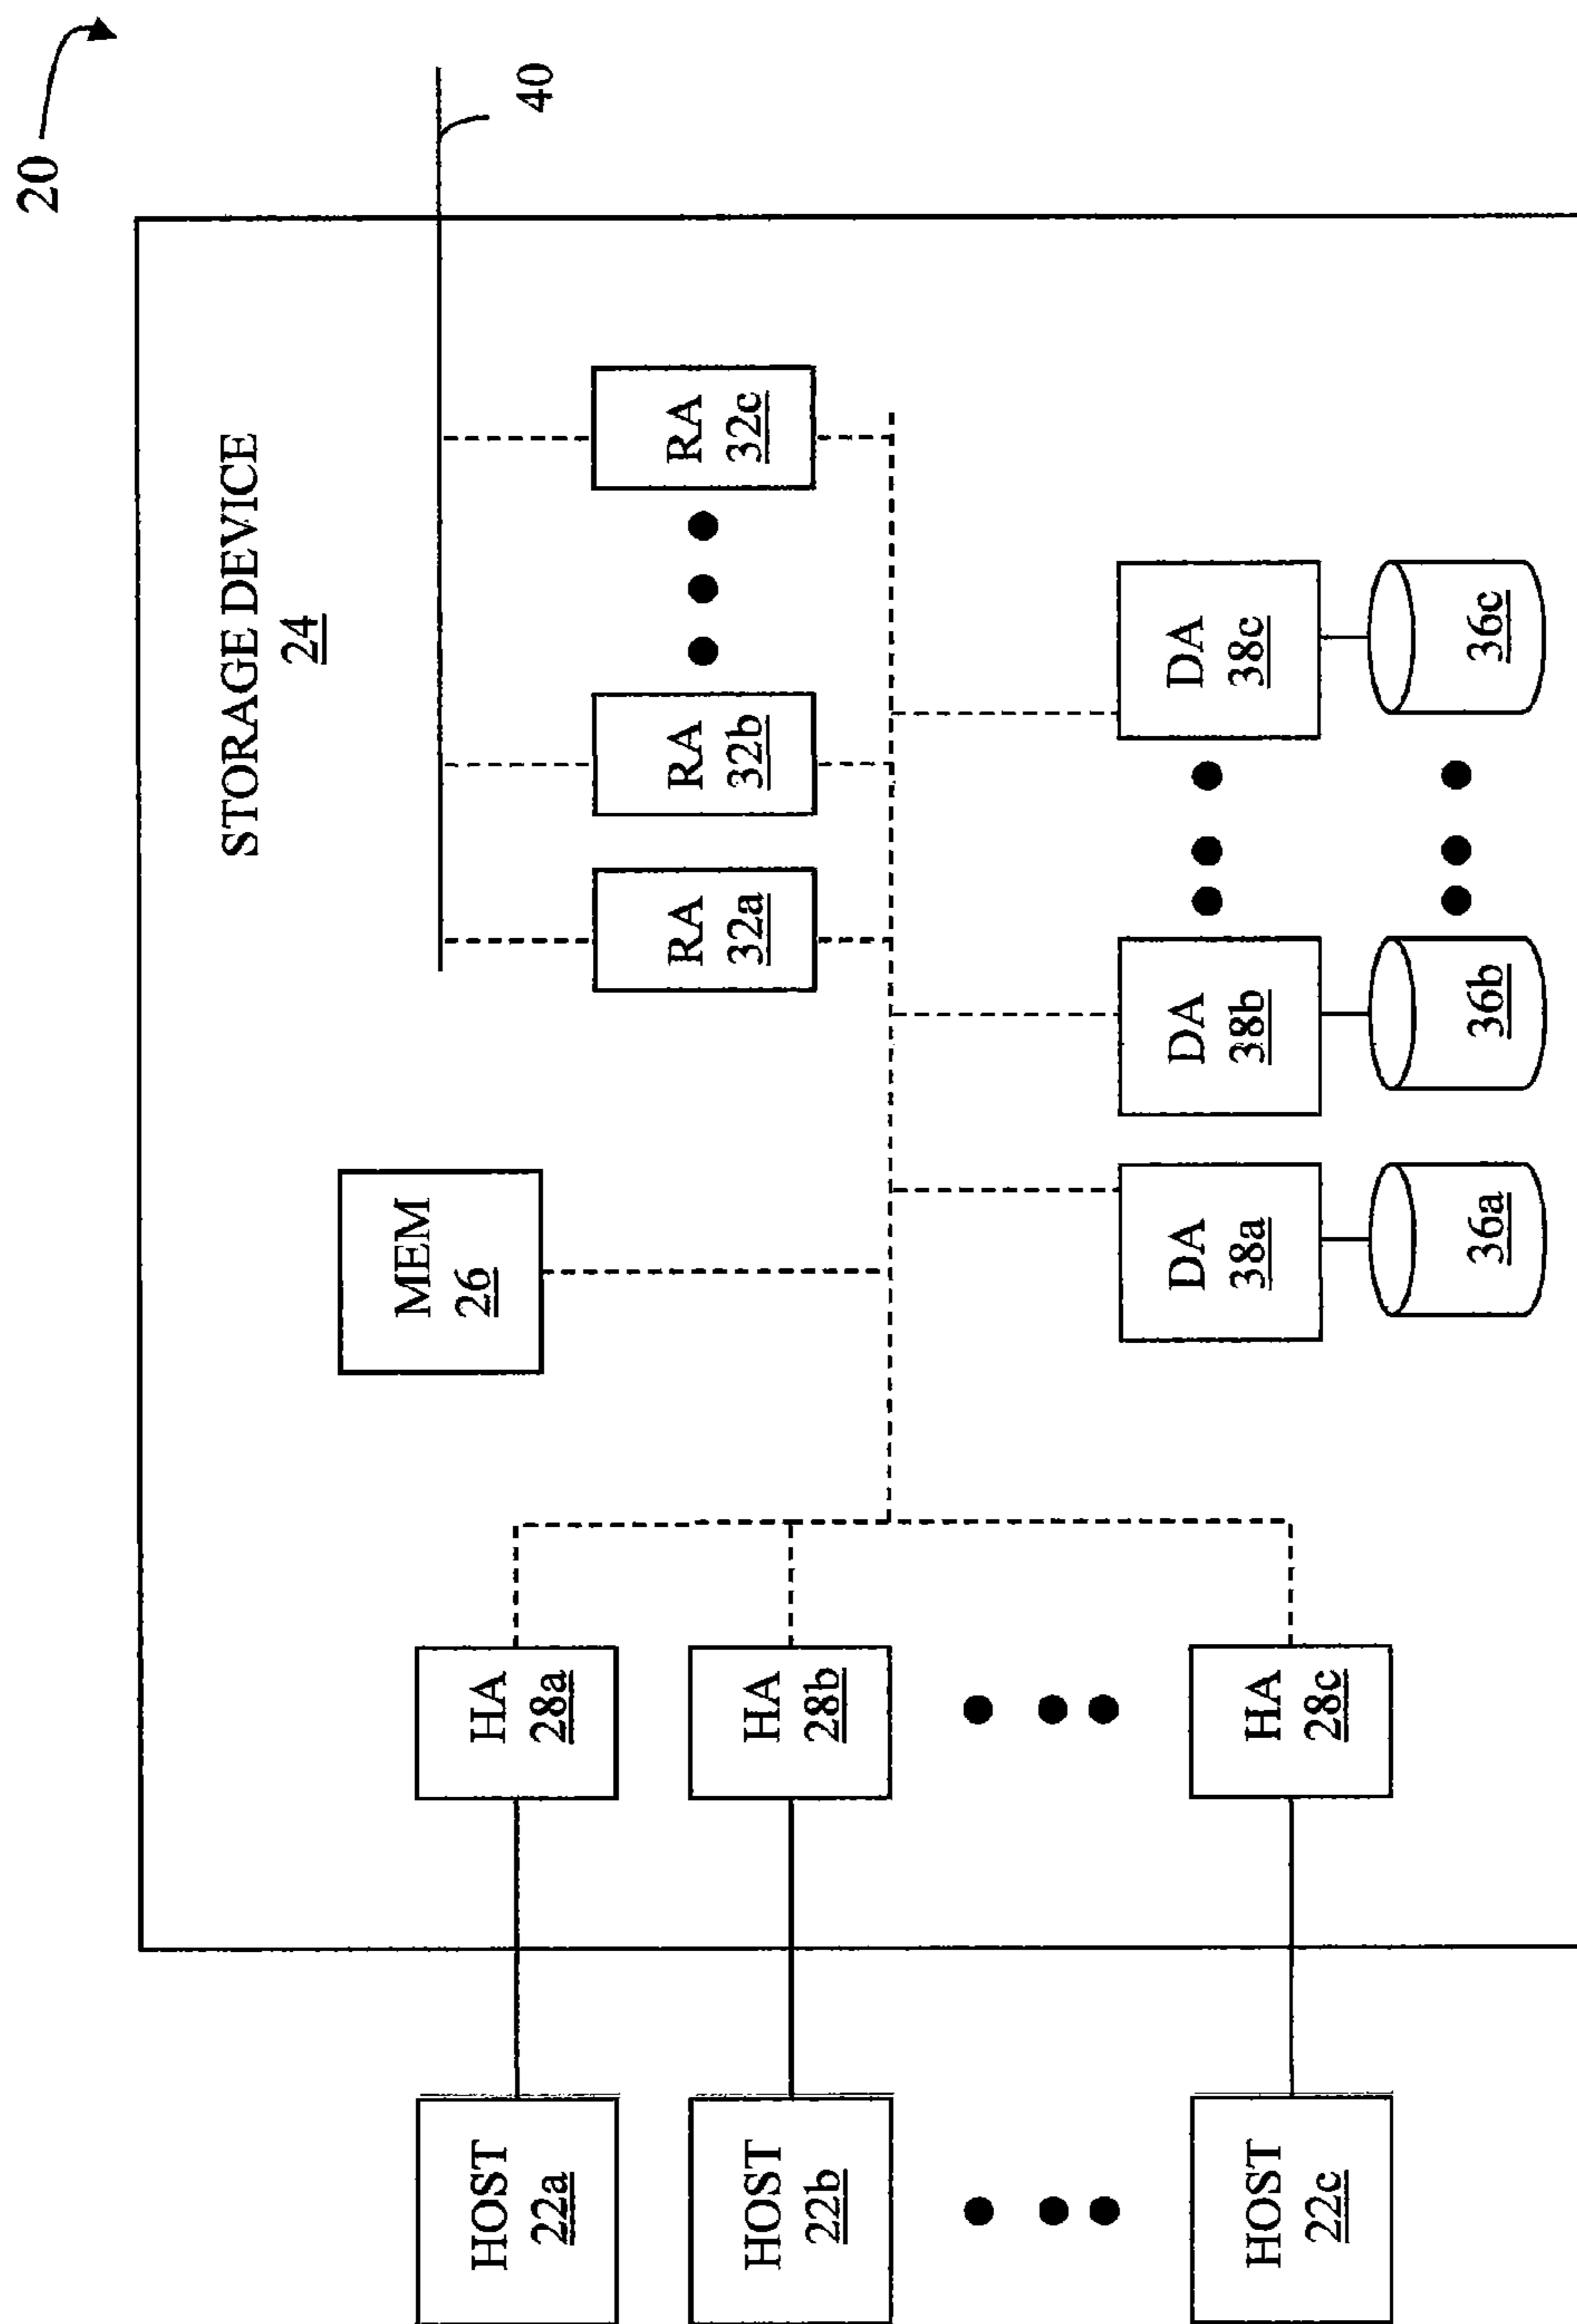 20
STORAGE DEVICE
24
40
HOST
22a
HA
28a
MEM
26
RA
32a
RA
32b
RA
32c
HOST
22b
HA
28b
HOST
22c
HA
28c
DA
38a
DA
38b
DA
38c
36a
36b
36c